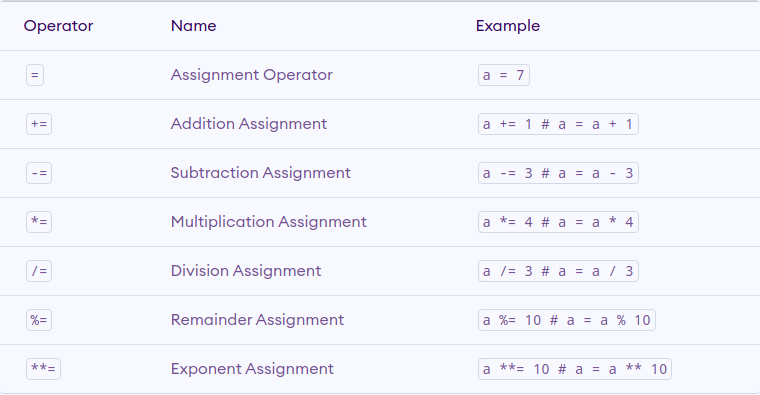 Operator Name Example
= Assignment Operator a = 7
+= Addition Assignment a += 1 # a = a + 1
-= Subtraction Assignment a -= 3 # a = a - 3
*= Multiplication Assignment a *= 4 # a = a * 4
/= Division Assignment a /= 3 # a = a / 3
%= Remainder Assignment a %= 10 # a = a % 10
**= Exponent Assignment a **= 10 # a = a ** 10